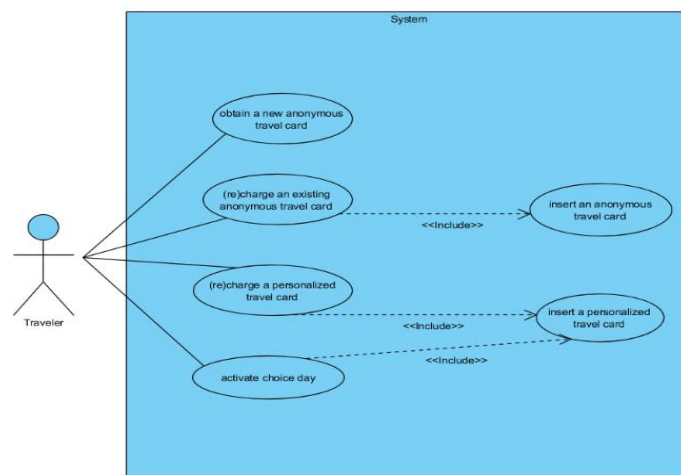 System
obtain a new anonymous
travel card
(re)charge an existing
anonymous travel card
insert an anonymous
travel card
<<Include>>
(re)charge a personalized
travel card
insert a personalized
travel card
<<Include>>
Traveler
<<Include>>
activate choice day